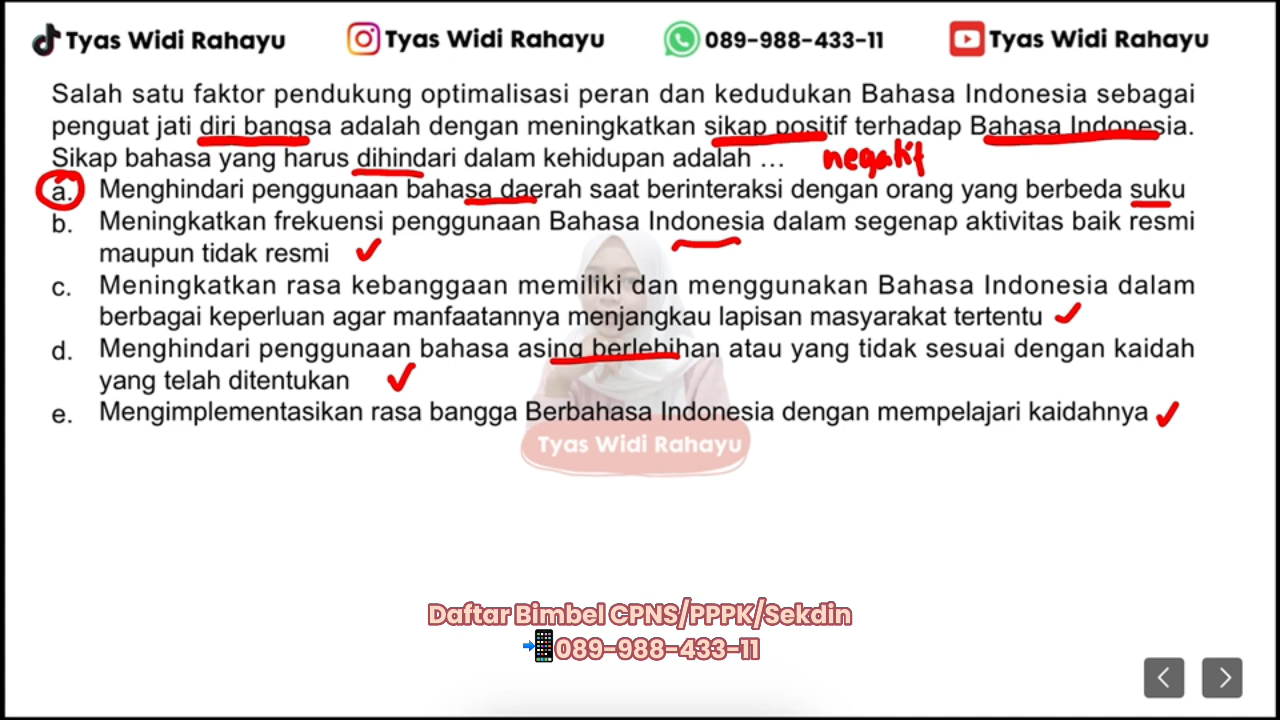 Tyas Widi Rahayu Tyas Widi Rahayu 089-988-433-11 Tyas Widi Rahayu
Salah satu faktor pendukung optimalisasi peran dan kedudukan Bahasa Indonesia sebagai
penguat jati diri bangsa adalah dengan meningkatkan sikap positif terhadap Bahasa Indonesia.
Sikap bahasa yang harus dihindari dalam kehidupan adalah ... negatif
a. Menghindari penggunaan bahasa daerah saat berinteraksi dengan orang yang berbeda suku
b. Meningkatkan frekuensi penggunaan Bahasa Indonesia dalam segenap aktivitas baik resmi
maupun tidak resmi
c. Meningkatkan rasa kebanggaan memiliki dan menggunakan Bahasa Indonesia dalam
berbagai keperluan agar manfaatannya menjangkau lapisan masyarakat tertentu
d. Menghindari penggunaan bahasa asing berlebihan atau yang tidak sesuai dengan kaidah
yang telah ditentukan
e. Mengimplementasikan rasa bangga Berbahasa Indonesia dengan mempelajari kaidahnya
Tyas Widi Rahayu
Daftar Bimbel CPNS/PPPK/Sekdin
089-988-433-11